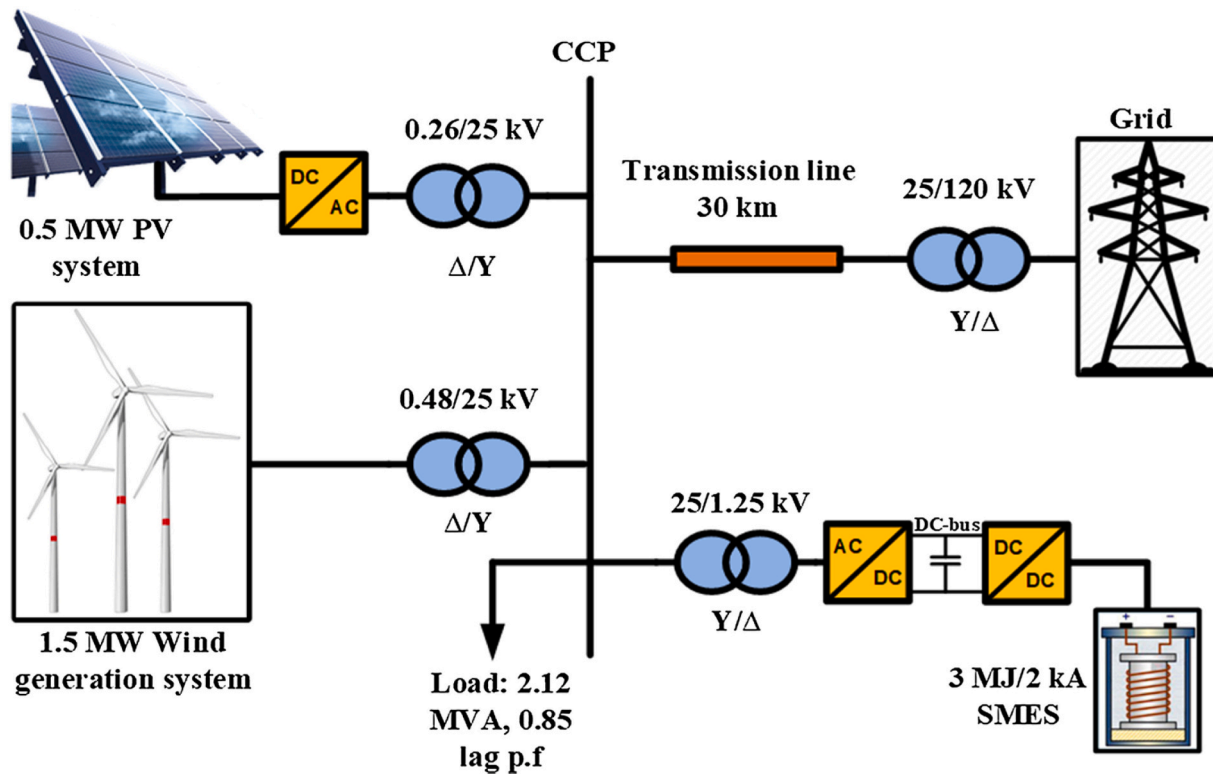 CCP
0.26/25 kV
DC
AC
0.5 MW PV
system
Δ/Y
Transmission line
30 km
25/120 kV
Y/Δ
Grid
0.48/25 kV
Δ/Y
1.5 MW Wind
generation system
Load: 2.12
MVA, 0.85
lag p.f
25/1.25 kV
Y/Δ
AC
DC
DC-bus
DC
DC
+ −
3 MJ/2 kA
SMES